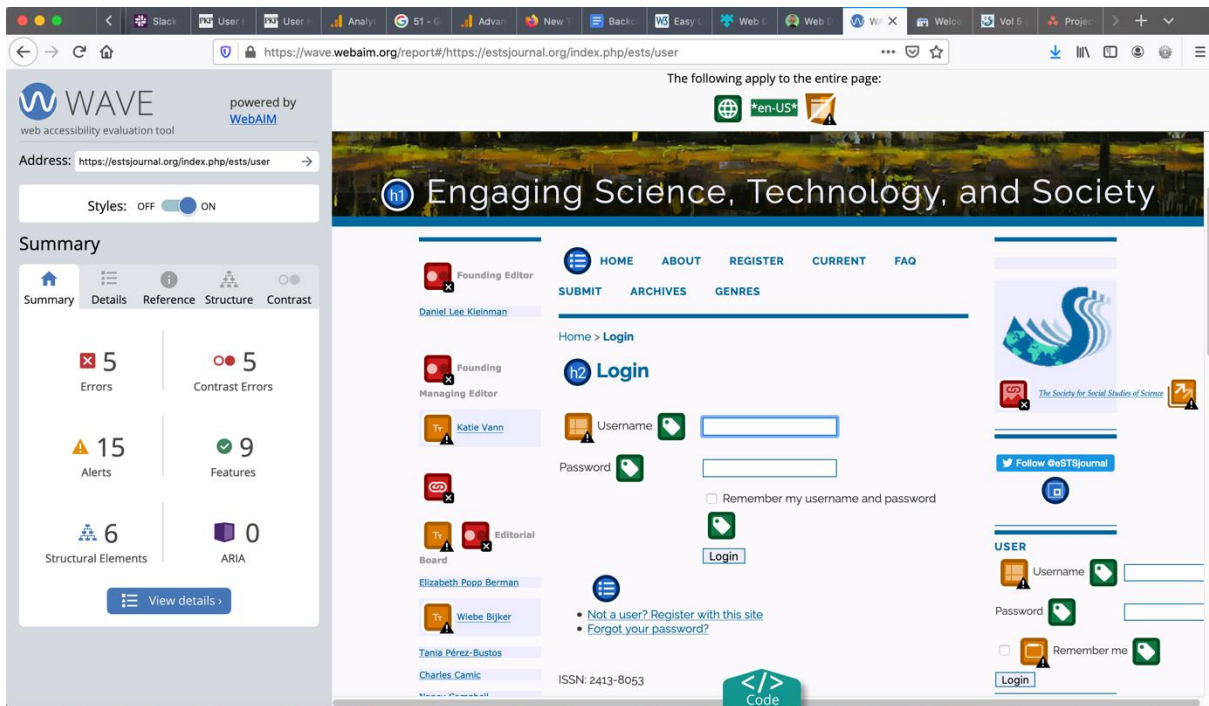 Slack
User
User
Analyt
51 - G
Advan
New T
Backc
Easy
Web D
Web D
WA
Welco
Vol 5
Projec
https://wave.webaim.org/report#/https://estsjournal.org/index.php/ests/user
WAVE
web accessibility evaluation tool
powered by
WebAIM
Address: https://estsjournal.org/index.php/ests/user
Styles: OFF ON
Summary
Summary Details Reference Structure Contrast
5
Errors
5
Contrast Errors
15
Alerts
9
Features
6
Structural Elements
0
ARIA
View details ›
The following apply to the entire page:
*en-US*
h1 Engaging Science, Technology, and Society
Founding Editor
Daniel Lee Kleinman
Founding
Managing Editor
Katie Vann
Editorial
Board
Elizabeth Popp Berman
Wiebe Bijker
Tania Pérez-Bustos
Charles Camic
Nancy Campbell
HOME ABOUT REGISTER CURRENT FAQ
SUBMIT ARCHIVES GENRES
Home > Login
h2 Login
Username
Password
Remember my username and password
Login
• Not a user? Register with this site
• Forgot your password?
ISSN: 2413-8053
</>
Code
The Society for Social Studies of Science
Follow @eSTSjournal
USER
Username
Password
Remember me
Login